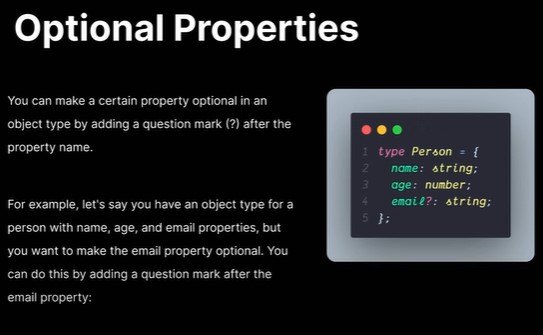 Optional Properties
You can make a certain property optional in an
object type by adding a question mark (?) after the
property name.
For example, let's say you have an object type for a
person with name, age, and email properties, but
you want to make the email property optional. You
can do this by adding a question mark after the
email property:
1 type Person = {
2 name: string;
3 age: number;
4 email?: string;
5 };